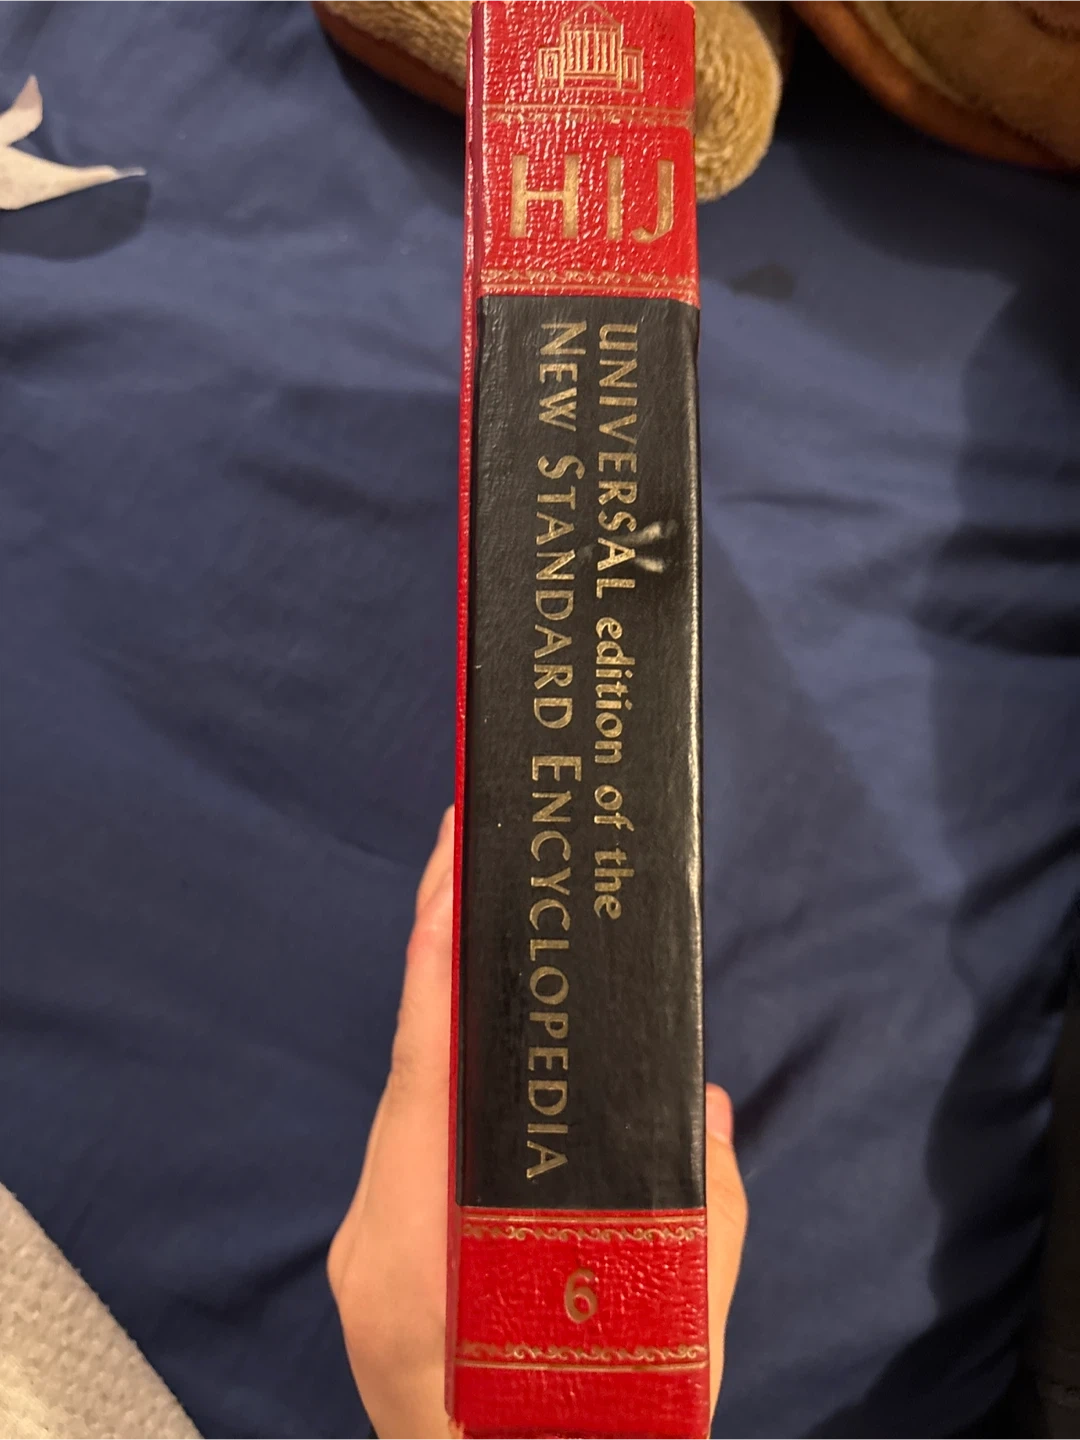 HIJ
UNIVERSAL edition of the
NEW STANDARD ENCYCLOPEDIA
6